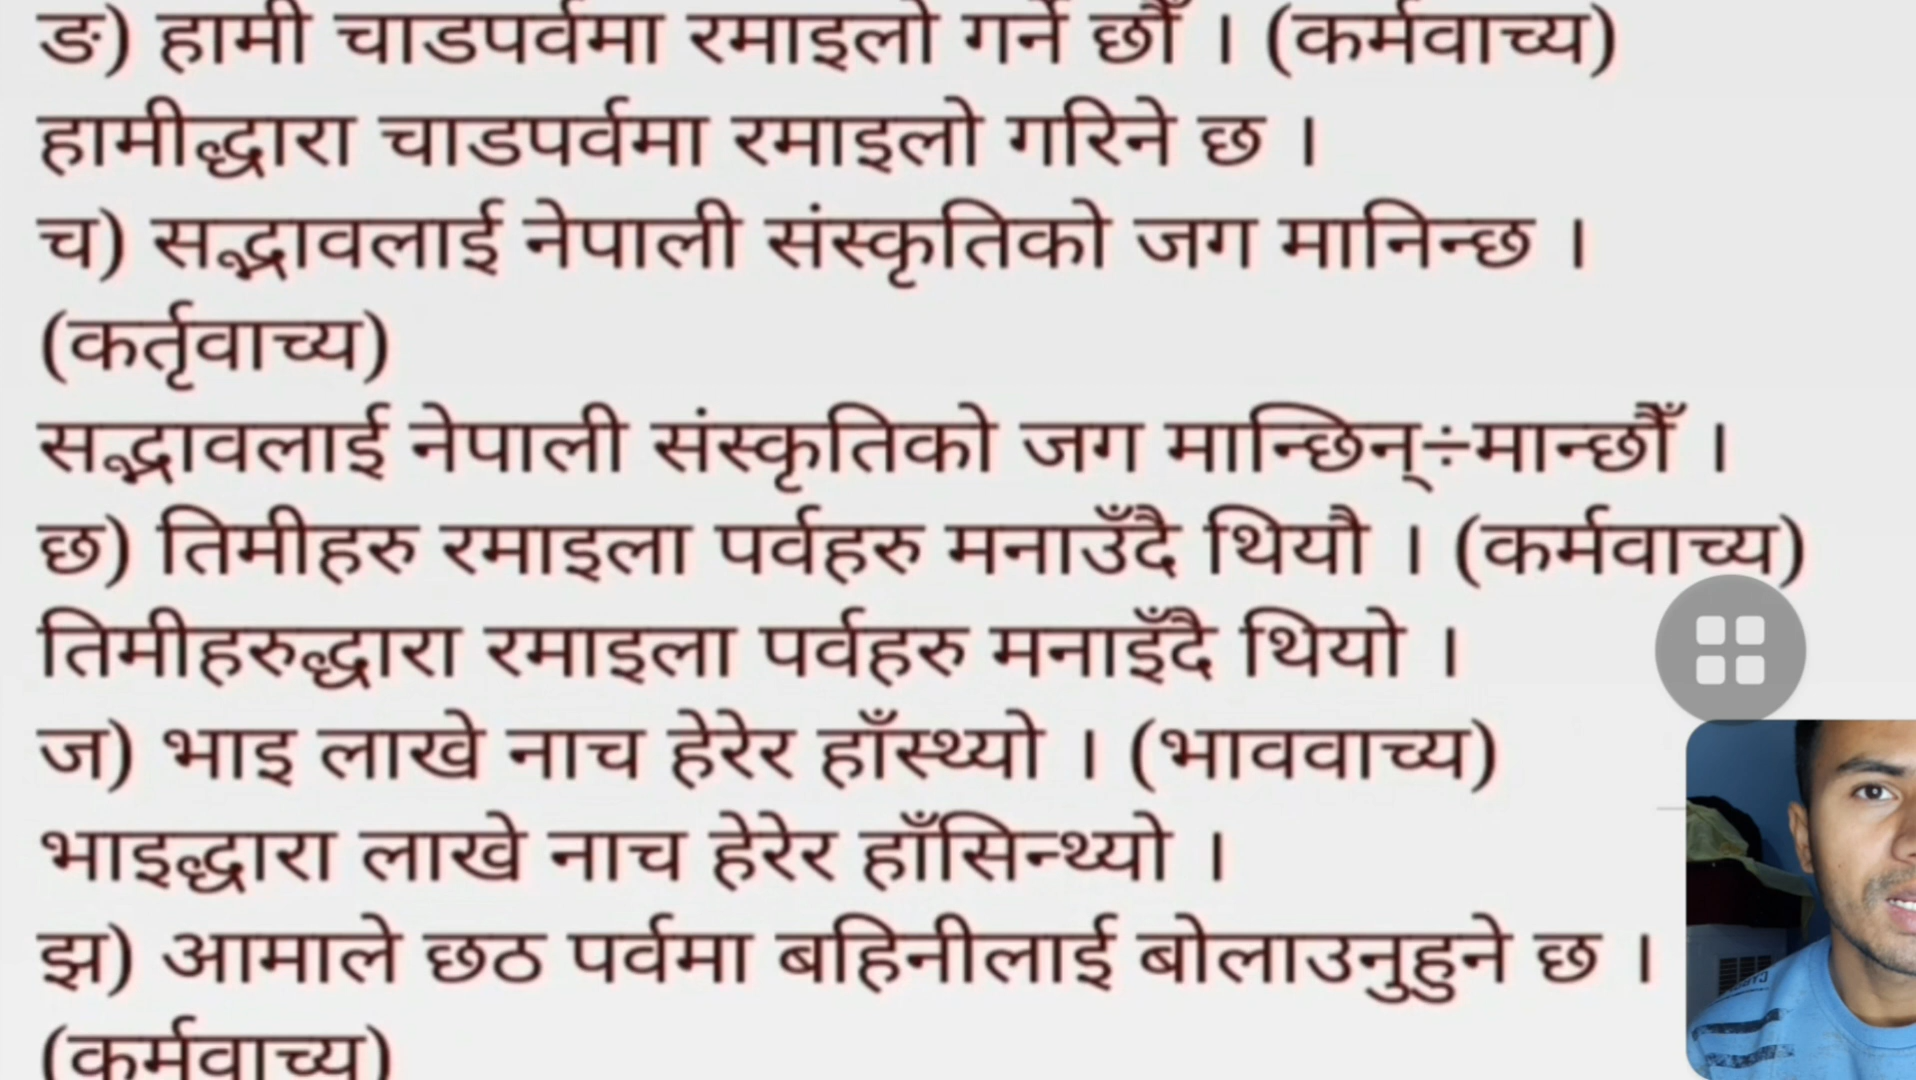 ङ) हामी चाडपर्वमा रमाइलो गर्ने छौँ । (कर्मवाच्य)
हामीद्धारा चाडपर्वमा रमाइलो गरिने छ ।
च) सद्भावलाई नेपाली संस्कृतिको जग मानिन्छ ।
(कर्तृवाच्य)
सद्भावलाई नेपाली संस्कृतिको जग मान्छिन्÷मान्छौँ ।
छ) तिमीहरु रमाइला पर्वहरु मनाउँदै थियौ । (कर्मवाच्य)
तिमीहरुद्धारा रमाइला पर्वहरु मनाइँदै थियो ।
ज) भाइ लाखे नाच हेरेर हाँस्थ्यो । (भाववाच्य)
भाइद्धारा लाखे नाच हेरेर हाँसिन्थ्यो ।
झ) आमाले छठ पर्वमा बहिनीलाई बोलाउनुहुने छ ।
(कर्मवाच्य)